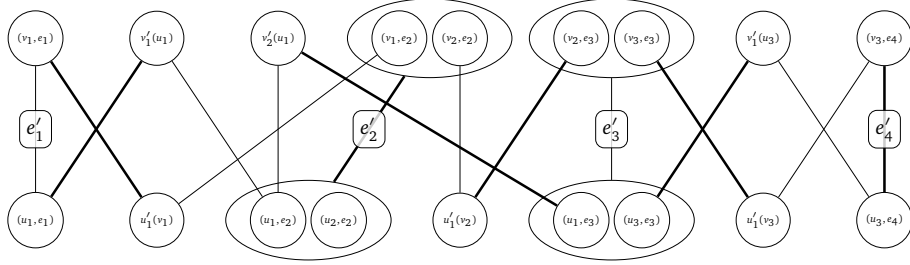 (v₁,e₁) v′₁(u₁) v′₂(u₁) (v₁,e₂) (v₂,e₂) (v₂,e₃) (v₃,e₃) v′₁(u₃) (v₃,e₄)
e′₁ e′₂ e′₃ e′₄
(u₁,e₁) u′₁(v₁) (u₁,e₂) (u₂,e₂) u′₁(v₂) (u₁,e₃) (u₃,e₃) u′₁(v₃) (u₃,e₄)